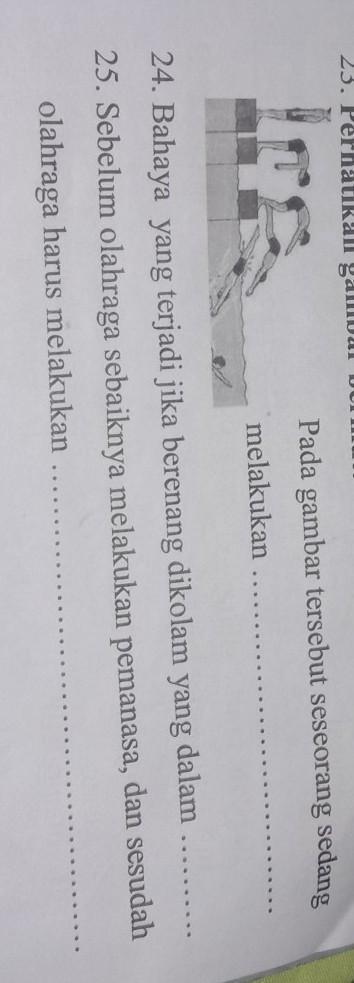 23. Perhatikan gambar
Pada gambar tersebut seseorang sedang
melakukan ...............................
24. Bahaya yang terjadi jika berenang dikolam yang dalam ..........
25. Sebelum olahraga sebaiknya melakukan pemanasa, dan sesudah
olahraga harus melakukan ........................................